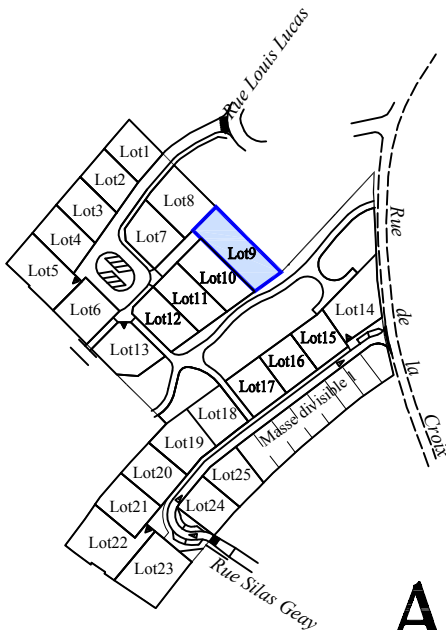 Rue Louis Lucas
Lot1
Lot2
Lot3
Lot4
Lot5
Lot6
Lot7
Lot8
Lot9
Lot10
Lot11
Lot12
Lot13
Lot14
Lot15
Lot16
Lot17
Lot18
Lot19
Lot20
Lot21
Lot22
Lot23
Lot24
Lot25
Masse divisible
Rue de la Croix
Rue Silas Geay
A